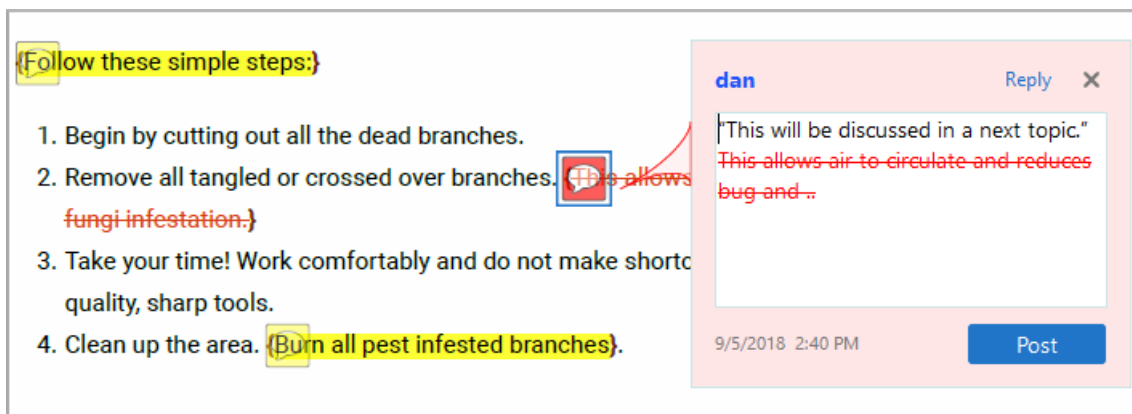 {Follow these simple steps:}
1. Begin by cutting out all the dead branches.
2. Remove all tangled or crossed over branches. {This allows
fungi infestation.}
3. Take your time! Work comfortably and do not make shortc
quality, sharp tools.
4. Clean up the area. {Burn all pest infested branches}.
dan
Reply
"This will be discussed in a next topic."
This allows air to circulate and reduces
bug and ..
9/5/2018 2:40 PM
Post